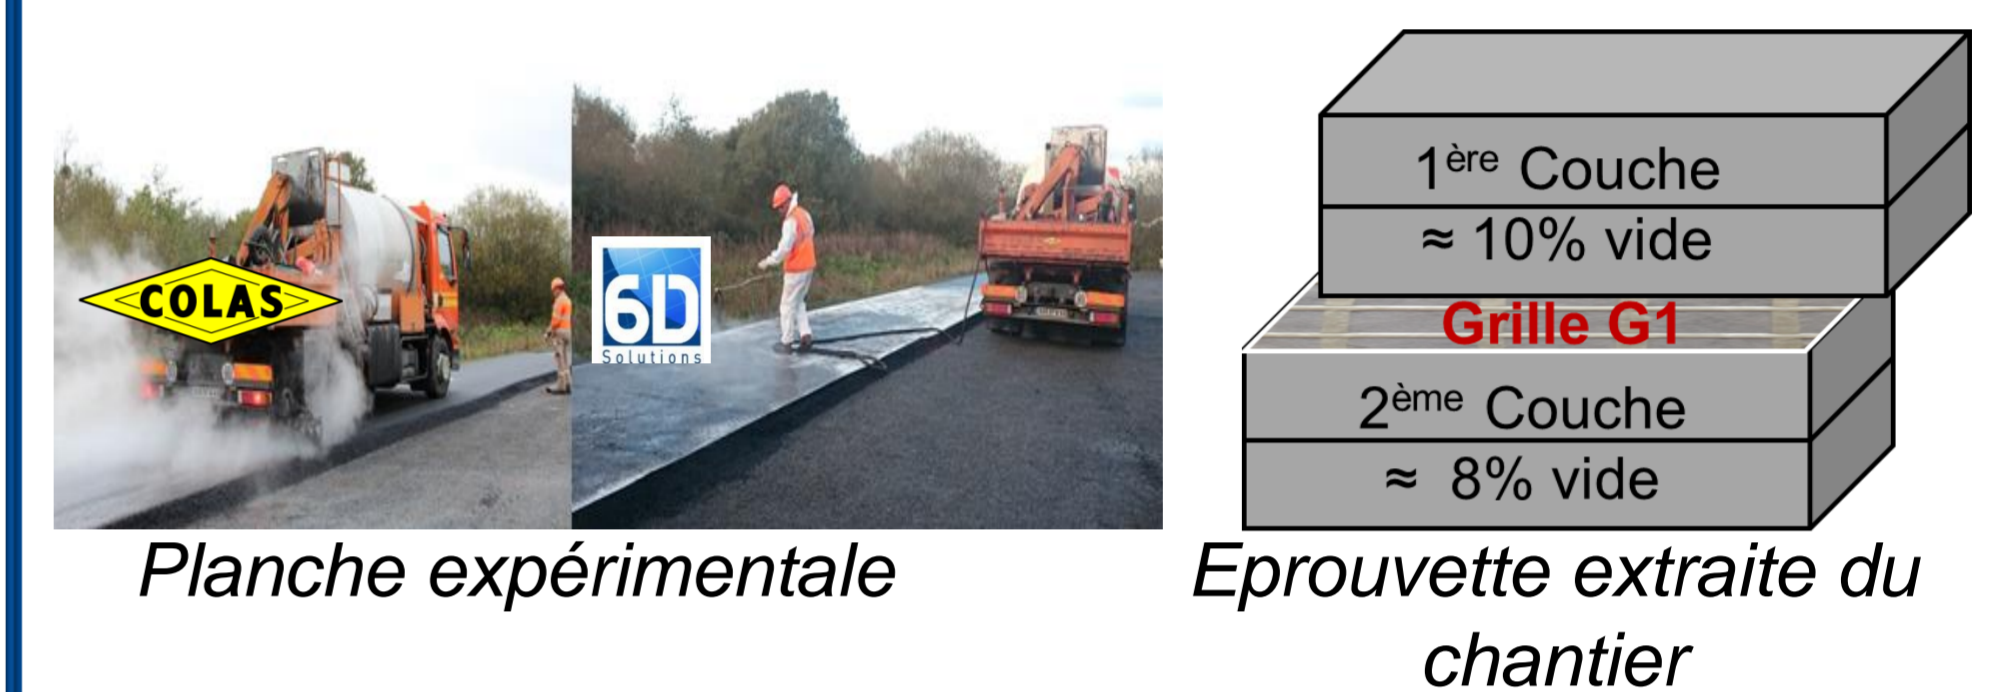 COLAS
6D
Solutions
Planche expérimentale
1ère Couche
≈ 10% vide
Grille G1
2ème Couche
≈ 8% vide
Eprouvette extraite du
chantier